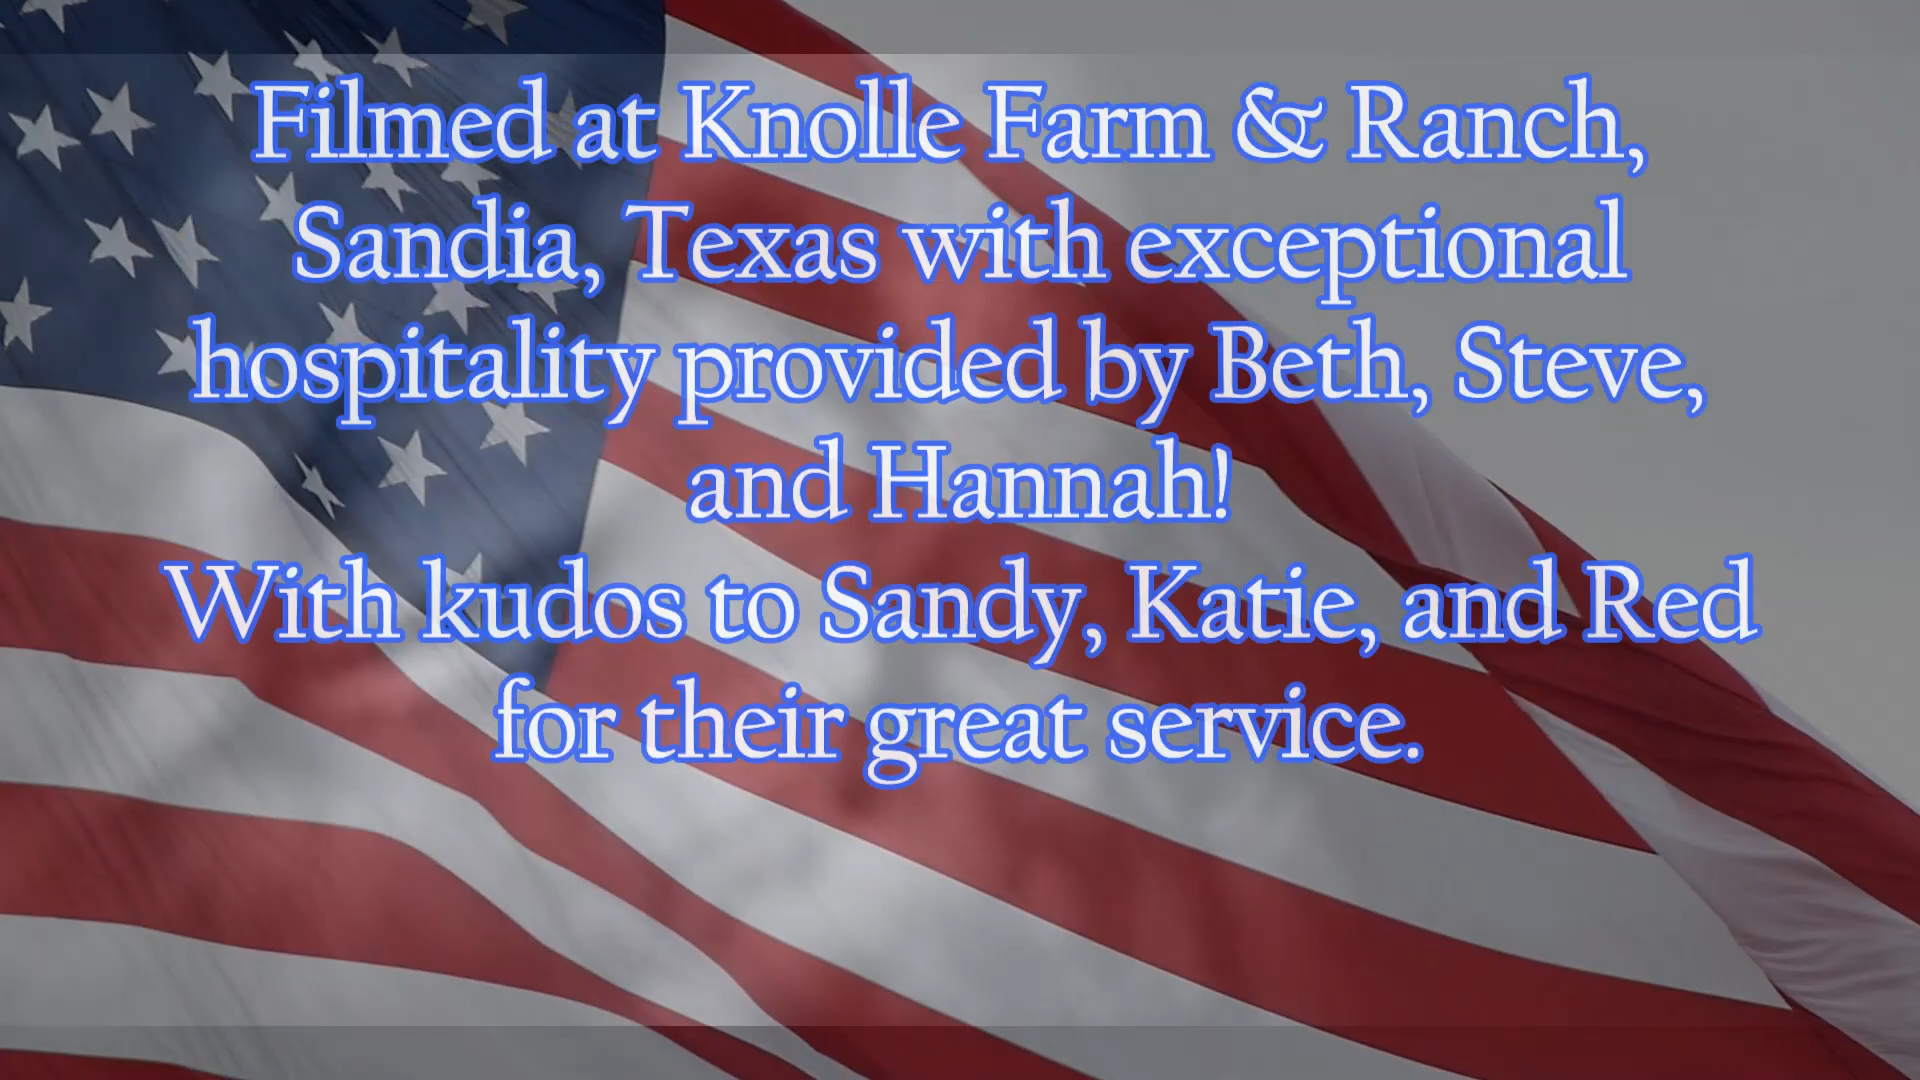 Filmed at Knolle Farm & Ranch,
Sandia, Texas with exceptional
hospitality provided by Beth, Steve,
and Hannah!
With kudos to Sandy, Katie, and Red
for their great service.